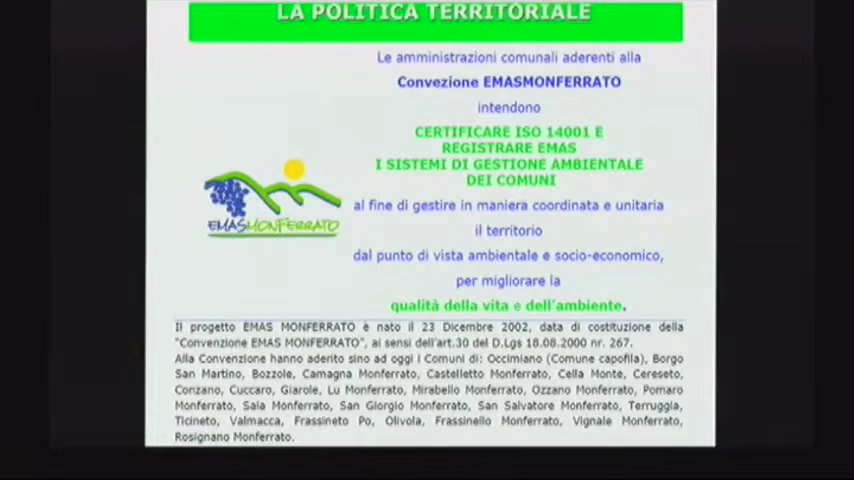 LA POLITICA TERRITORIALE
Le amministrazioni comunali aderenti alla
Convezione EMASMONFERRATO
intendono
CERTIFICARE ISO 14001 E
REGISTRARE EMAS
I SISTEMI DI GESTIONE AMBIENTALE
DEI COMUNI
al fine di gestire in maniera coordinata e unitaria
il territorio
dal punto di vista ambientale e socio-economico,
per migliorare la
qualità della vita e dell'ambiente.
EMASMONFERRATO
Il progetto EMAS MONFERRATO è nato il 23 Dicembre 2002, data di costituzione della
"Convenzione EMAS MONFERRATO", ai sensi dell'art.30 del D.Lgs 18.08.2000 nr. 267.
Alla Convenzione hanno aderito sino ad oggi i Comuni di: Occimiano (Comune capofila), Borgo
San Martino, Bozzole, Camagna Monferrato, Castelletto Monferrato, Cella Monte, Cereseto,
Conzano, Cuccaro, Giarole, Lu Monferrato, Mirabello Monferrato, Ozzano Monferrato, Pomaro
Monferrato, Sala Monferrato, San Giorgio Monferrato, San Salvatore Monferrato, Terruggia,
Ticineto, Valmacca, Frassineto Po, Olivola, Frassinello Monferrato, Vignale Monferrato,
Rosignano Monferrato.